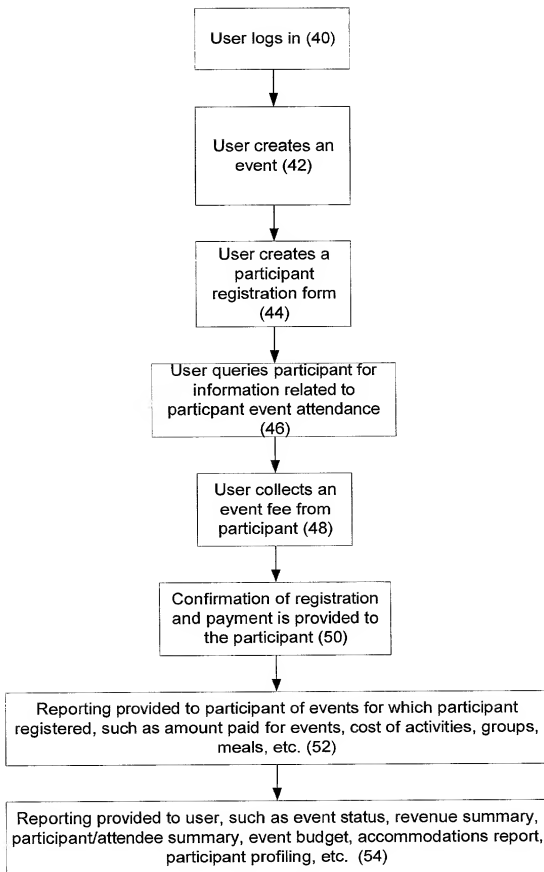 User logs in (40)
User creates an
event (42)
User creates a
participant
registration form
(44)
User queries participant for
information related to
particpant event attendance
(46)
User collects an
event fee from
participant (48)
Confirmation of registration
and payment is provided to
the participant (50)
Reporting provided to participant of events for which participant
registered, such as amount paid for events, cost of activities, groups,
meals, etc. (52)
Reporting provided to user, such as event status, revenue summary,
participant/attendee summary, event budget, accommodations report,
participant profiling, etc. (54)